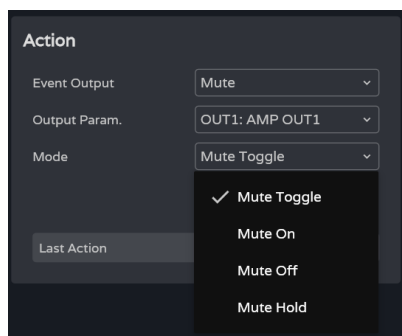 Action
Event Output Mute
Output Param. OUT1: AMP OUT1
Mode Mute Toggle
Mute Toggle
Mute On
Last Action
Mute Off
Mute Hold